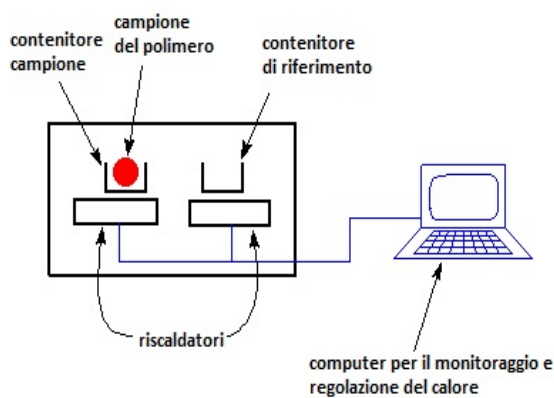 contenitore
campione
campione
del polimero
contenitore
di riferimento
riscaldatori
computer per il monitoraggio e
regolazione del calore